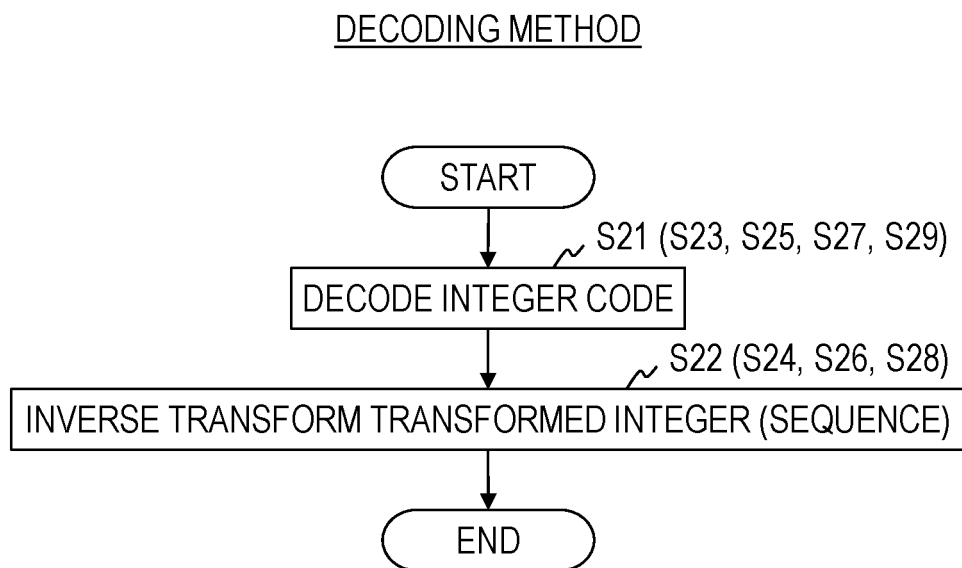 DECODING METHOD
START
S21 (S23, S25, S27, S29)
DECODE INTEGER CODE
S22 (S24, S26, S28)
INVERSE TRANSFORM TRANSFORMED INTEGER (SEQUENCE)
END